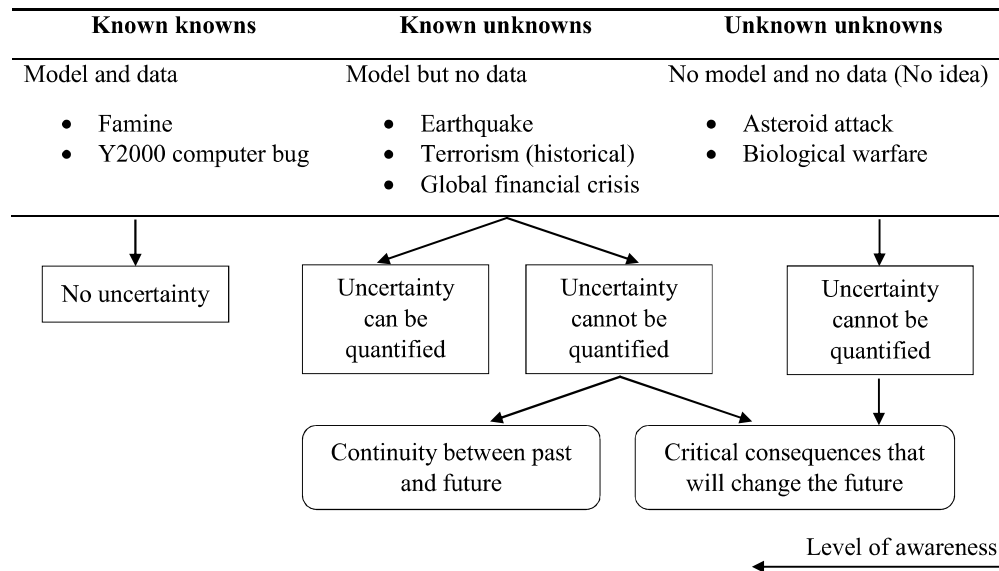 Known knowns
Known unknowns
Unknown unknowns
Model and data
Model but no data
No model and no data (No idea)
• Famine
• Y2000 computer bug
• Earthquake
• Terrorism (historical)
• Global financial crisis
• Asteroid attack
• Biological warfare
No uncertainty
Uncertainty
can be
quantified
Uncertainty
cannot be
quantified
Uncertainty
cannot be
quantified
Continuity between past
and future
Critical consequences that
will change the future
Level of awareness